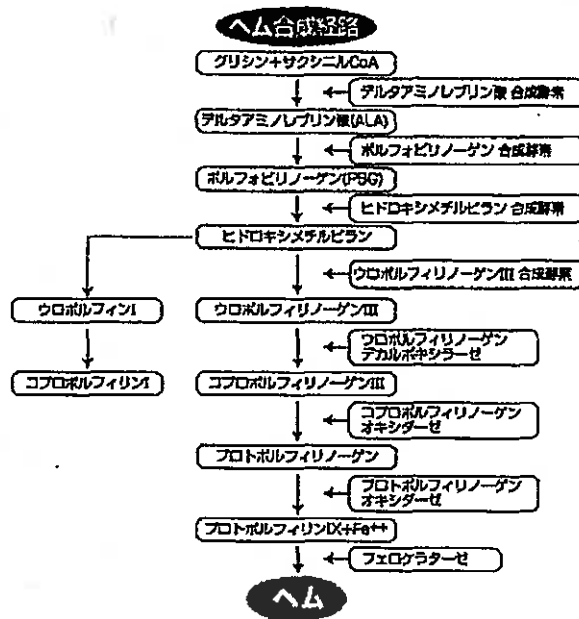 ヘム合成経路
グリシン+サクシニルCoA
デルタアミノレブリン酸 合成酵素
デルタアミノレブリン酸(ALA)
ポルフォビリノーゲン 合成酵素
ポルフォビリノーゲン(PBG)
ヒドロキシメチルビラン 合成酵素
ヒドロキシメチルビラン
ウロポルフィリノーゲンIII 合成酵素
ウロポルフィンI
ウロポルフィリノーゲンIII
ウロポルフィリノーゲン
デカルボキシラーゼ
コプロポルフィリンI
コプロポルフィリノーゲンIII
コプロポルフィリノーゲン
オキシダーゼ
プロトポルフィリノーゲン
プロトポルフィリノーゲン
オキシダーゼ
プロトポルフィリンIX+Fe++
フェロケラターゼ
ヘム